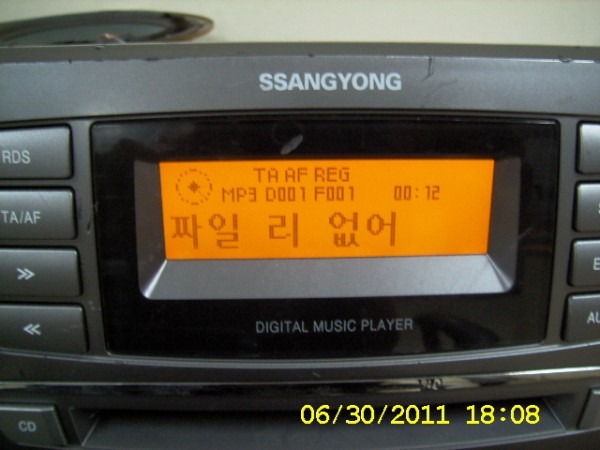 SSANGYONG
RDS
TA AF REG
MP3 D001 F001 00:12
TA/AF
파일 리 없어
DIGITAL MUSIC PLAYER
CD
06/30/2011 18:08